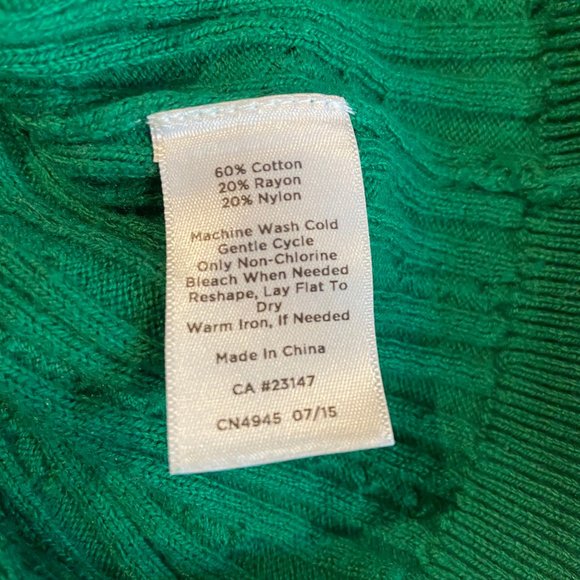 60% Cotton
20% Rayon
20% Nylon
Machine Wash Cold
Gentle Cycle
Only Non-Chlorine
Bleach When Needed
Reshape, Lay Flat To
Dry
Warm Iron, If Needed
Made In China
CA #23147
CN4945 07/15